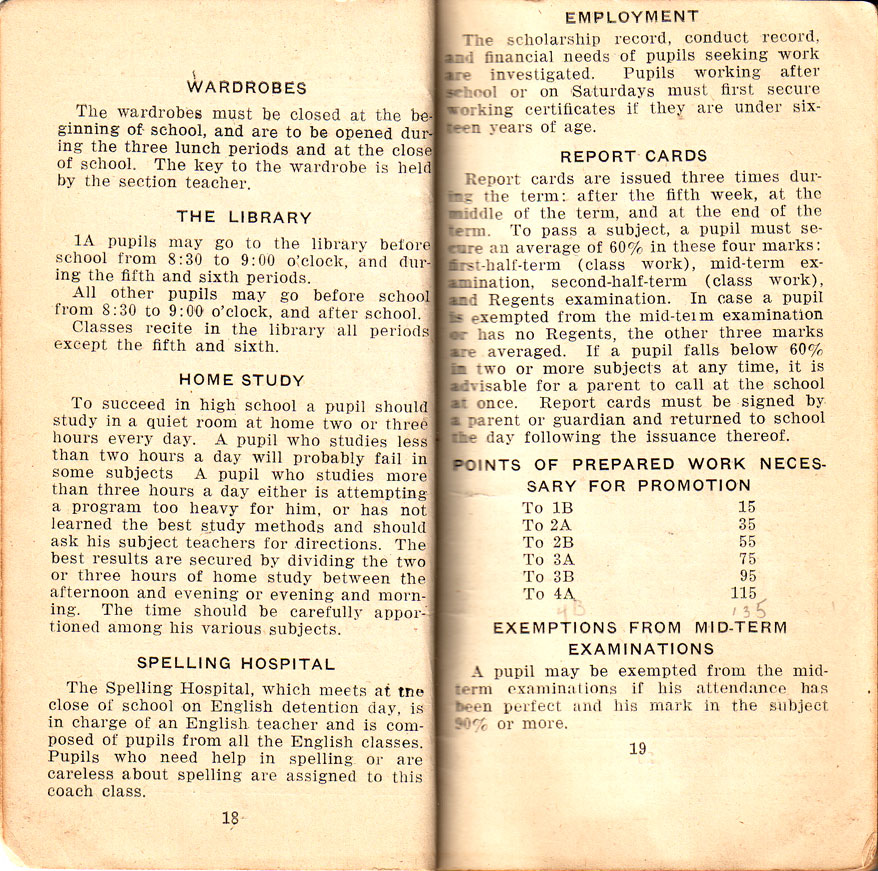 WARDROBES
The wardrobes must be closed at the be-
ginning of school, and are to be opened dur-
ing the three lunch periods and at the close
of school. The key to the wardrobe is held
by the section teacher.
THE LIBRARY
1A pupils may go to the library before
school from 8:30 to 9:00 o'clock, and dur-
ing the fifth and sixth periods.
All other pupils may go before school
from 8:30 to 9:00 o'clock, and after school.
Classes recite in the library all periods
except the fifth and sixth.
HOME STUDY
To succeed in high school a pupil should
study in a quiet room at home two or three
hours every day. A pupil who studies less
than two hours a day will probably fail in
some subjects A pupil who studies more
than three hours a day either is attempting
a program too heavy for him, or has not
learned the best study methods and should
ask his subject teachers for directions. The
best results are secured by dividing the two
or three hours of home study between the
afternoon and evening or evening and morn-
ing. The time should be carefully appor-
tioned among his various subjects.
SPELLING HOSPITAL
The Spelling Hospital, which meets at the
close of school on English detention day, is
in charge of an English teacher and is com-
posed of pupils from all the English classes.
Pupils who need help in spelling or are
careless about spelling are assigned to this
coach class.
18
EMPLOYMENT
The scholarship record, conduct record,
and financial needs of pupils seeking work
are investigated. Pupils working after
school or on Saturdays must first secure
working certificates if they are under six-
teen years of age.
REPORT CARDS
Report cards are issued three times dur-
ing the term: after the fifth week, at the
middle of the term, and at the end of the
term. To pass a subject, a pupil must se-
cure an average of 60% in these four marks:
first-half-term (class work), mid-term ex-
amination, second-half-term (class work),
and Regents examination. In case a pupil
is exempted from the mid-term examination
or has no Regents, the other three marks
are averaged. If a pupil falls below 60%
in two or more subjects at any time, it is
advisable for a parent to call at the school
at once. Report cards must be signed by
a parent or guardian and returned to school
the day following the issuance thereof.
POINTS OF PREPARED WORK NECES-
SARY FOR PROMOTION
To 1B 15
To 2A 35
To 2B 55
To 3A 75
To 3B 95
To 4A 115
4B 135
EXEMPTIONS FROM MID-TERM
EXAMINATIONS
A pupil may be exempted from the mid-
term examinations if his attendance has
been perfect and his mark in the subject
90% or more.
19